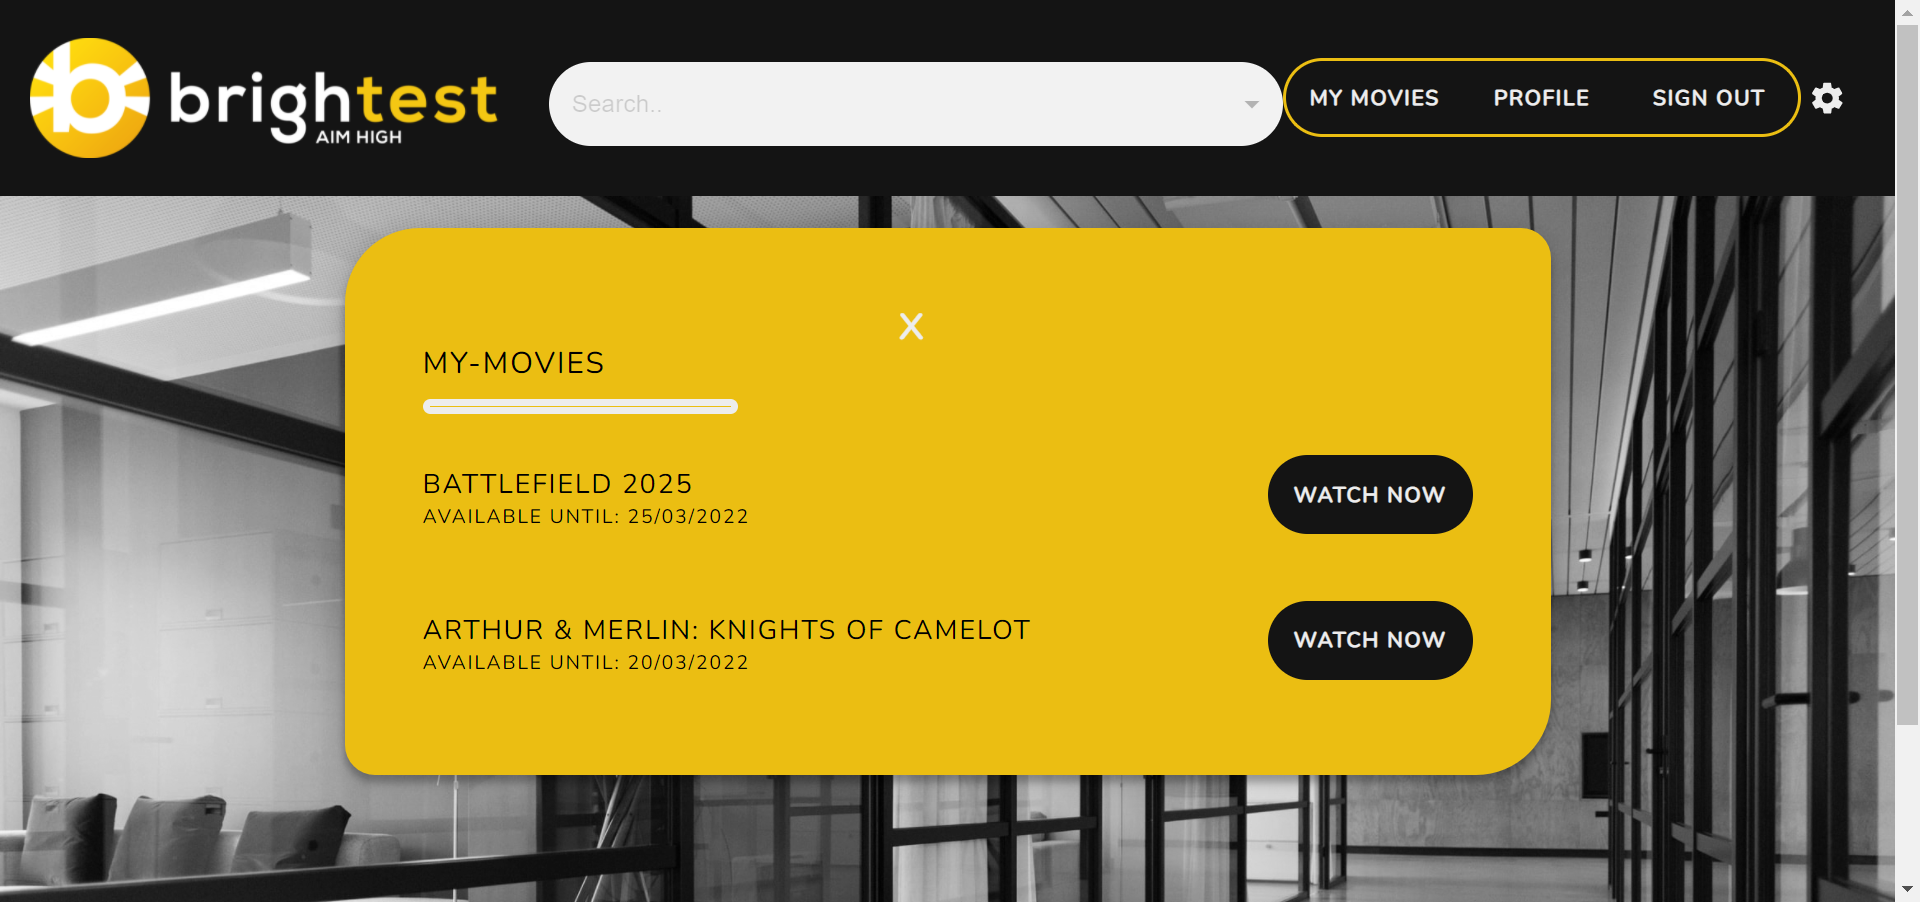 brightest
AIM HIGH
Search..
MY MOVIES
PROFILE
SIGN OUT
X
MY-MOVIES
BATTLEFIELD 2025
AVAILABLE UNTIL: 25/03/2022
WATCH NOW
ARTHUR & MERLIN: KNIGHTS OF CAMELOT
AVAILABLE UNTIL: 20/03/2022
WATCH NOW